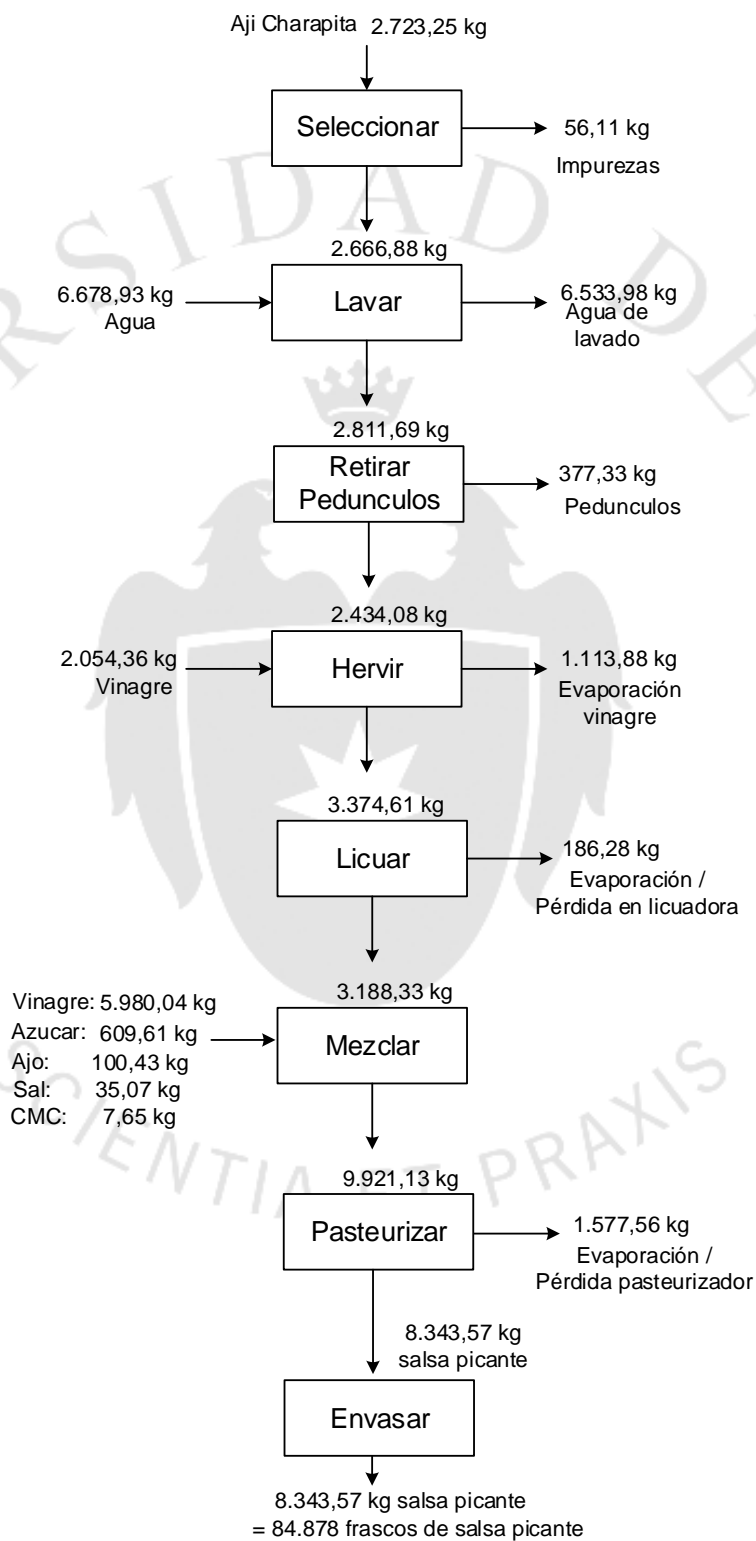 Aji Charapita 2.723,25 kg
Seleccionar
56,11 kg
Impurezas
2.666,88 kg
6.678,93 kg
Agua
Lavar
6.533,98 kg
Agua de
lavado
2.811,69 kg
Retirar
Pedunculos
377,33 kg
Pedunculos
2.434,08 kg
2.054,36 kg
Vinagre
Hervir
1.113,88 kg
Evaporación
vinagre
3.374,61 kg
Licuar
186,28 kg
Evaporación /
Pérdida en licuadora
Vinagre: 5.980,04 kg
Azucar: 609,61 kg
Ajo: 100,43 kg
Sal: 35,07 kg
CMC: 7,65 kg
3.188,33 kg
Mezclar
9.921,13 kg
Pasteurizar
1.577,56 kg
Evaporación /
Pérdida pasteurizador
8.343,57 kg
salsa picante
Envasar
8.343,57 kg salsa picante
= 84.878 frascos de salsa picante
RSIDAD DE
SCIENTIA ET PRAXIS